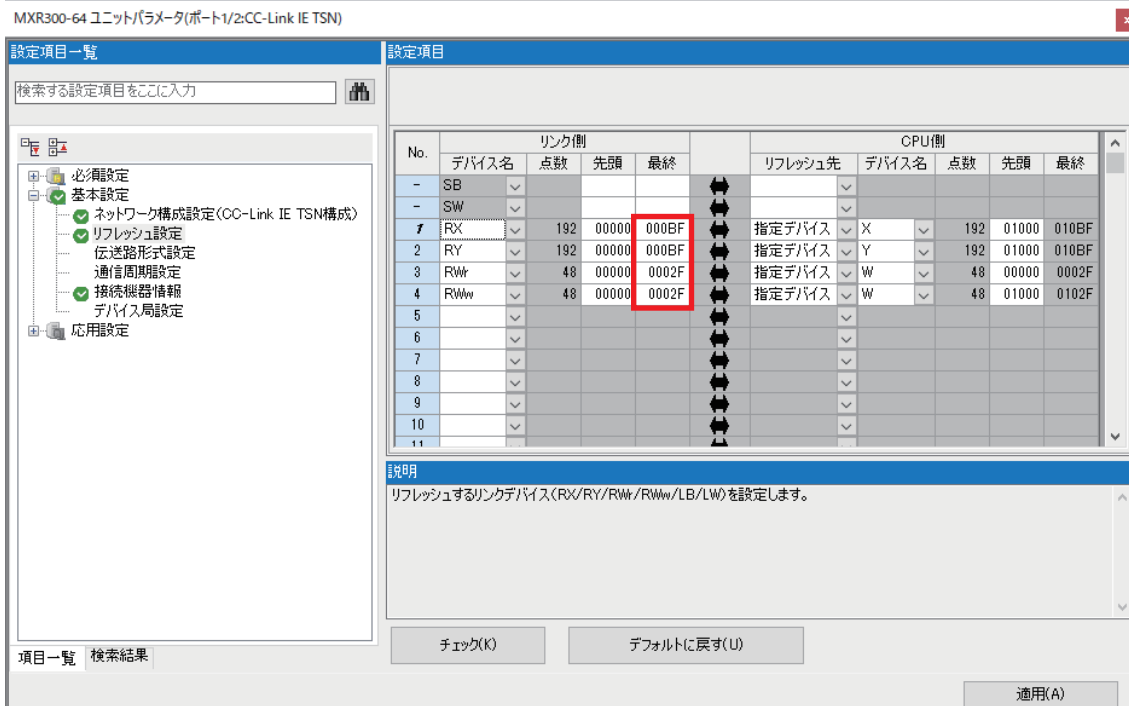 MXR300-64 ユニットパラメータ(ポート1/2:CC-Link IE TSN)
x
設定項目一覧
検索する設定項目をここに入力
必須設定
基本設定
ネットワーク構成設定(CC-Link IE TSN構成)
リフレッシュ設定
伝送路形式設定
通信周期設定
接続機器情報
デバイス局設定
応用設定
項目一覧 検索結果
設定項目
No. リンク側 CPU側
デバイス名 点数 先頭 最終 リフレッシュ先 デバイス名 点数 先頭 最終
- SB
- SW
1 RX 192 00000 000BF 指定デバイス X 192 01000 010BF
2 RY 192 00000 000BF 指定デバイス Y 192 01000 010BF
3 RWr 48 00000 0002F 指定デバイス W 48 00000 0002F
4 RWw 48 00000 0002F 指定デバイス W 48 01000 0102F
5
6
7
8
9
10
11
説明
リフレッシュするリンクデバイス(RX/RY/RWr/RWw/LB/LW)を設定します。
チェック(K) デフォルトに戻す(U)
適用(A)